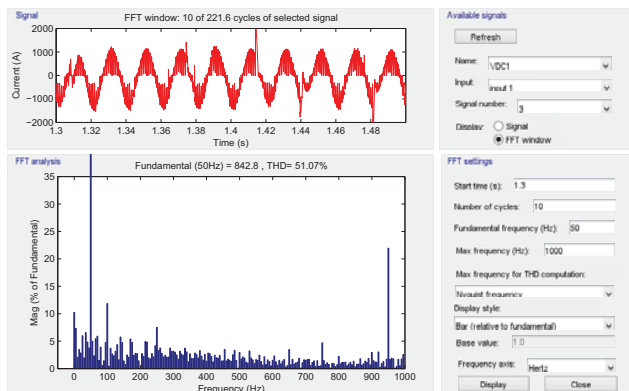 Signal
FFT window: 10 of 221.6 cycles of selected signal
2000
1000
0
−1000
−2000
Current (A)
1.3 1.32 1.34 1.36 1.38 1.4 1.42 1.44 1.46 1.48
Time (s)
FFT analysis
Fundamental (50Hz) = 842.8 , THD= 51.07%
35
30
25
20
15
10
5
0
Mag (% of Fundamental)
0 100 200 300 400 500 600 700 800 900 1000
Frequency (Hz)
Available signals
Refresh
Name: VDC1
Input: input 1
Signal number: 3
Display: Signal
FFT window
FFT settings
Start time (s): 1.3
Number of cycles: 10
Fundamental frequency (Hz): 50
Max frequency (Hz): 1000
Max frequency for THD computation:
Nyquist frequency
Display style:
Bar (relative to fundamental)
Base value: 1.0
Frequency axis: Hertz
Display Close